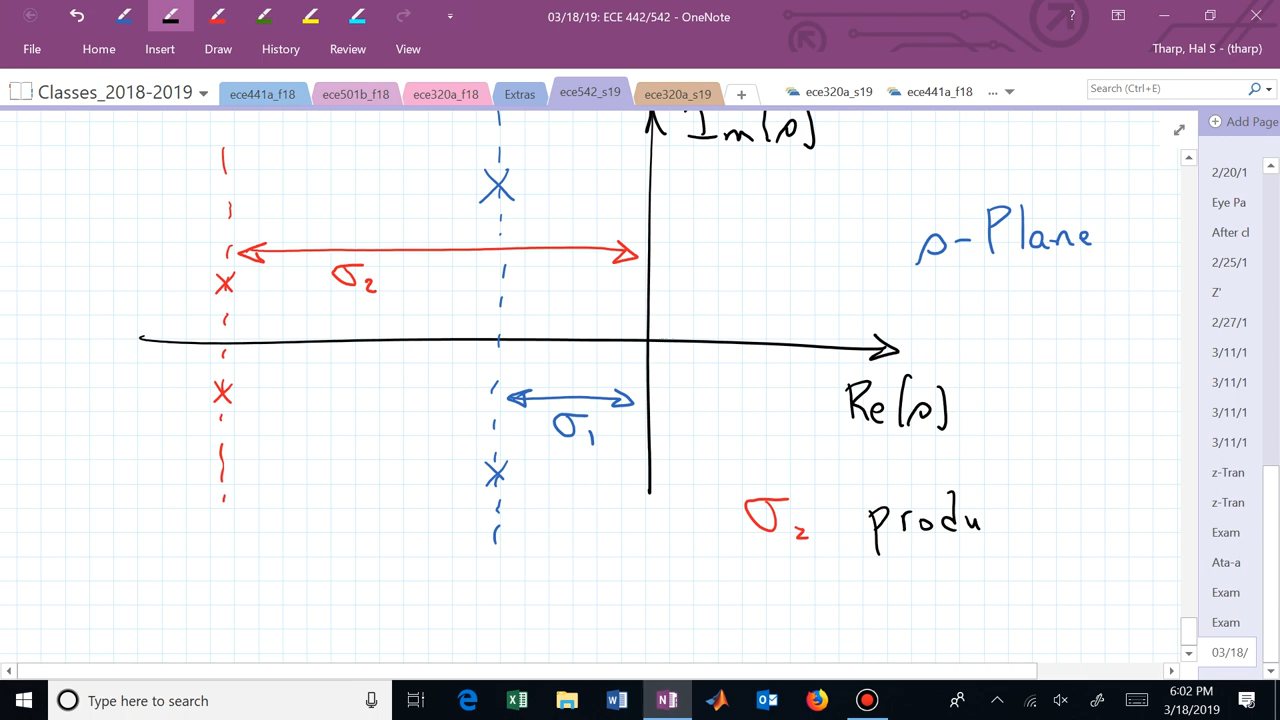 03/18/19: ECE 442/542 - OneNote
?
File Home Insert Draw History Review View
Tharp, Hal S - (tharp)
Classes_2018-2019
ece441a_f18 ece501b_f18 ece320a_f18 Extras ece542_s19 ece320a_s19 + ece320a_s19 ece441a_f18 ...
Search (Ctrl+E)
Add Page
Im[s]
s-Plane
σ₂
σ₁
Re[s]
σ₂ produ
2/20/1
Eye Pa
After cl
2/25/1
Z'
2/27/1
3/11/1
3/11/1
3/11/1
3/11/1
z-Tran
z-Tran
Exam
Ata-a
Exam
Exam
03/18/
Type here to search
6:02 PM
3/18/2019